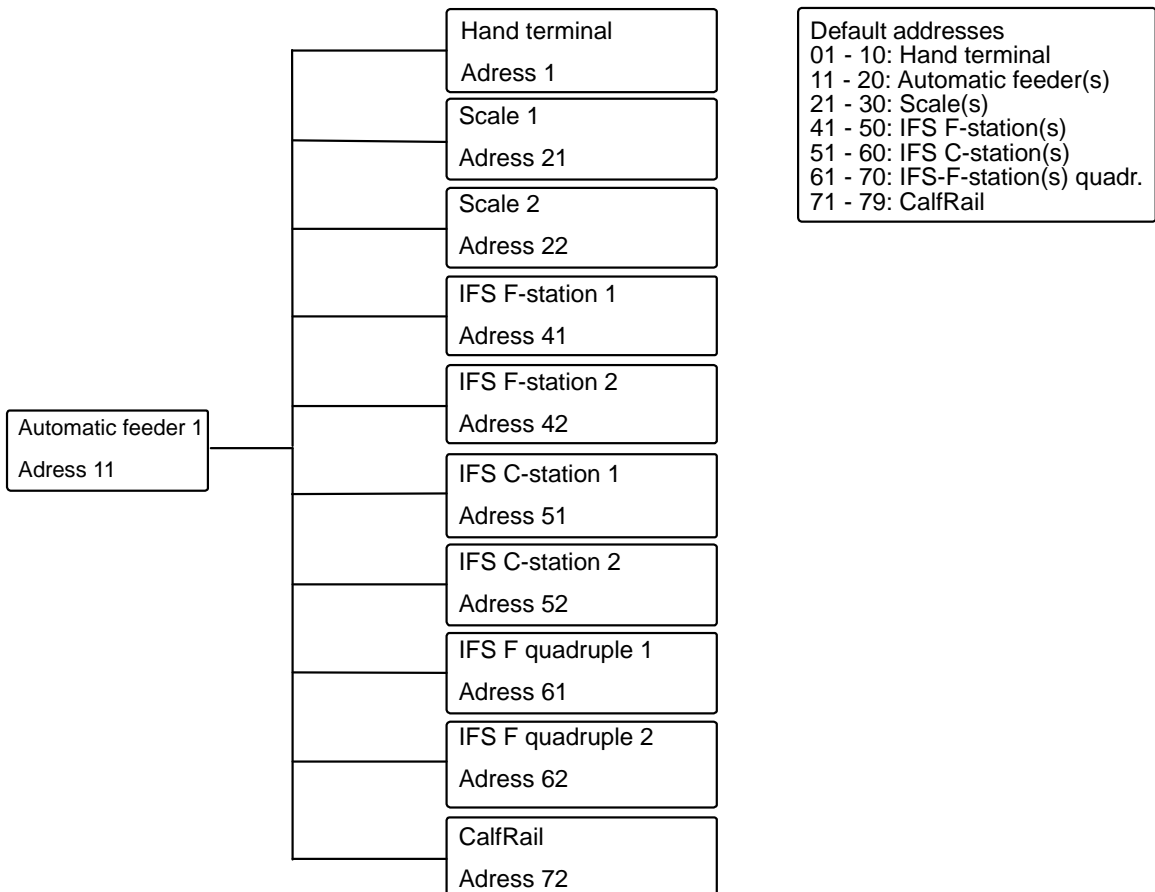 Hand terminal
Adress 1
Scale 1
Adress 21
Scale 2
Adress 22
IFS F-station 1
Adress 41
IFS F-station 2
Adress 42
Automatic feeder 1
Adress 11
IFS C-station 1
Adress 51
IFS C-station 2
Adress 52
IFS F quadruple 1
Adress 61
IFS F quadruple 2
Adress 62
CalfRail
Adress 72
Default addresses
01 - 10: Hand terminal
11 - 20: Automatic feeder(s)
21 - 30: Scale(s)
41 - 50: IFS F-station(s)
51 - 60: IFS C-station(s)
61 - 70: IFS-F-station(s) quadr.
71 - 79: CalfRail